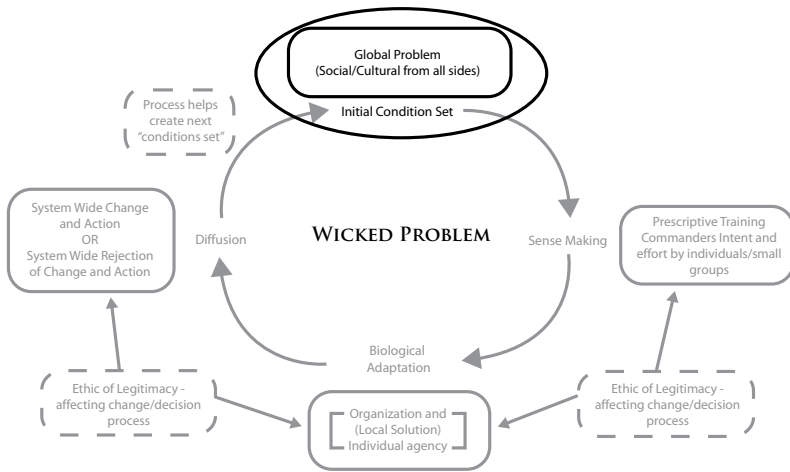 Global Problem
(Social/Cultural from all sides)
Initial Condition Set
Process helps
create next
“conditions set”
System Wide Change
and Action
OR
System Wide Rejection
of Change and Action
Diffusion
WICKED PROBLEM
Sense Making
Prescriptive Training
Commanders Intent and
effort by individuals/small
groups
Biological
Adaptation
Ethic of Legitimacy -
affecting change/decision
process
Organization and
(Local Solution)
Individual agency
Ethic of Legitimacy -
affecting change/decision
process